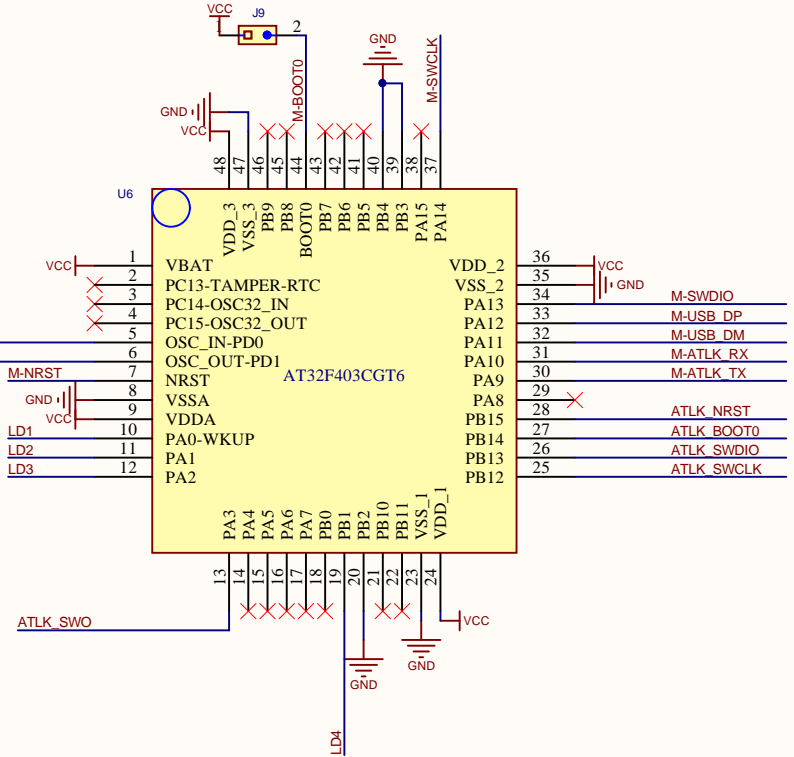 VCC
J9
1
2
GND
M-BOOT0
M-SWCLK
GND
VCC
48
47
46
45
44
43
42
41
40
39
38
37
U6
VDD_3
VSS_3
PB9
PB8
BOOT0
PB7
PB6
PB5
PB4
PB3
PA15
PA14
VCC
1
VBAT
2
PC13-TAMPER-RTC
3
PC14-OSC32_IN
4
PC15-OSC32_OUT
5
OSC_IN-PD0
6
OSC_OUT-PD1
M-NRST
7
NRST
GND
8
VSSA
VCC
9
VDDA
LD1
10
PA0-WKUP
LD2
11
PA1
LD3
12
PA2
AT32F403CGT6
VDD_2
36
VCC
VSS_2
35
GND
PA13
34
M-SWDIO
PA12
33
M-USB_DP
PA11
32
M-USB_DM
PA10
31
M-ATLK_RX
PA9
30
M-ATLK_TX
PA8
29
PB15
28
ATLK_NRST
PB14
27
ATLK_BOOT0
PB13
26
ATLK_SWDIO
PB12
25
ATLK_SWCLK
PA3
PA4
PA5
PA6
PA7
PB0
PB1
PB2
PB10
PB11
VSS_1
VDD_1
13
14
15
16
17
18
19
20
21
22
23
24
ATLK_SWO
VCC
GND
GND
LD4